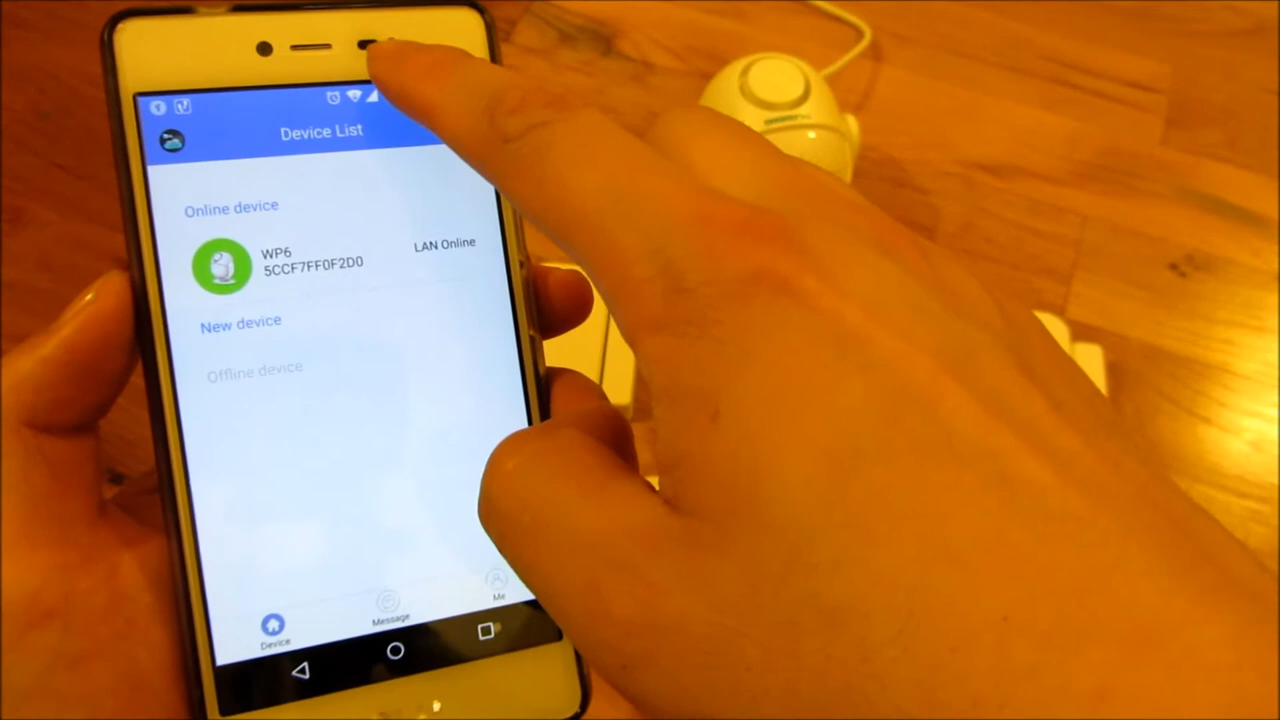 Device List
Online device
WP6
5CCF7FF0F2D0
LAN Online
New device
Offline device
Device
Message
Me